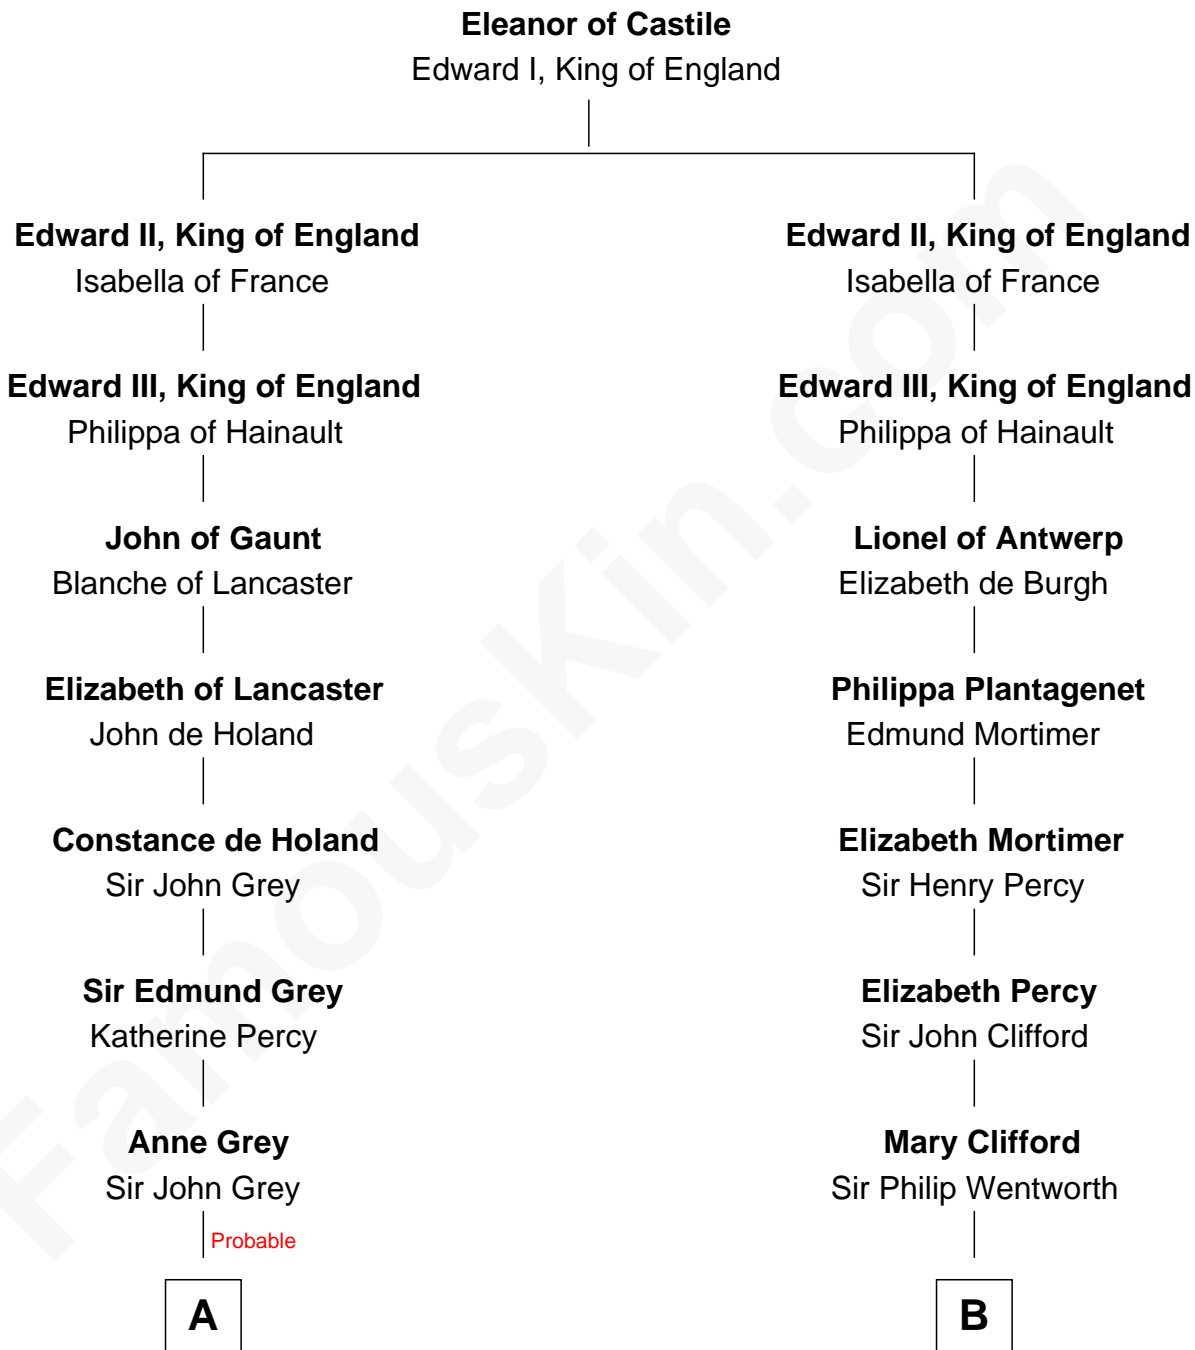 Eleanor of Castile
Edward I, King of England
Edward II, King of England
Isabella of France
Edward III, King of England
Philippa of Hainault
John of Gaunt
Blanche of Lancaster
Elizabeth of Lancaster
John de Holand
Constance de Holand
Sir John Grey
Sir Edmund Grey
Katherine Percy
Anne Grey
Sir John Grey
Probable
A
Edward II, King of England
Isabella of France
Edward III, King of England
Philippa of Hainault
Lionel of Antwerp
Elizabeth de Burgh
Philippa Plantagenet
Edmund Mortimer
Elizabeth Mortimer
Sir Henry Percy
Elizabeth Percy
Sir John Clifford
Mary Clifford
Sir Philip Wentworth
B
FamousKin.com